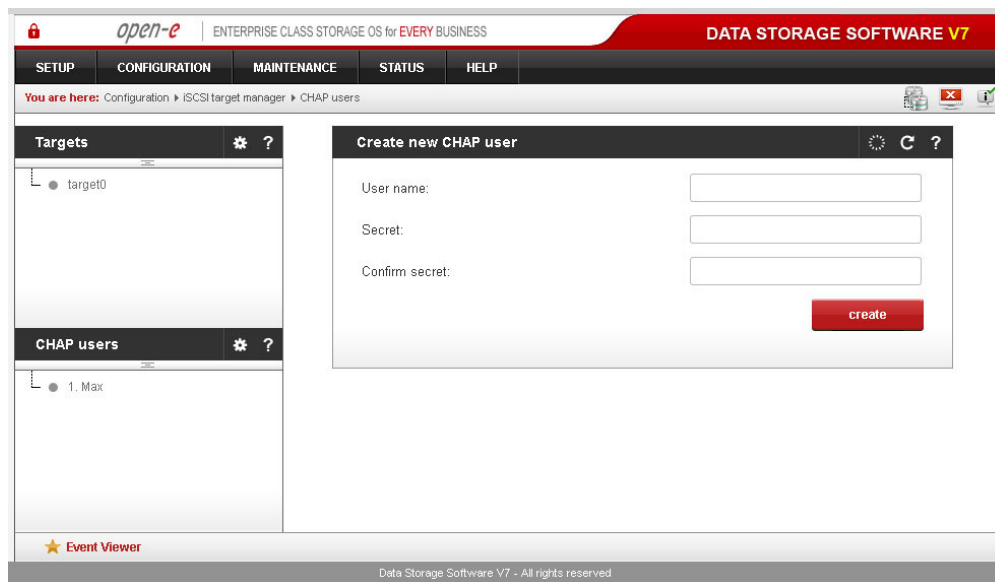 open-e ENTERPRISE CLASS STORAGE OS for EVERY BUSINESS DATA STORAGE SOFTWARE V7
SETUP CONFIGURATION MAINTENANCE STATUS HELP
You are here: Configuration ▸ iSCSI target manager ▸ CHAP users
Targets ?
target0
CHAP users ?
1. Max
Create new CHAP user ?
User name:
Secret:
Confirm secret:
create
Event Viewer
Data Storage Software V7 - All rights reserved